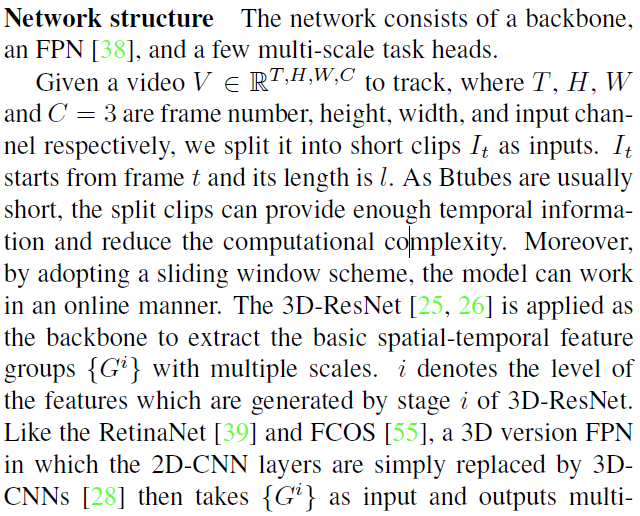 Network structure The network consists of a backbone,
an FPN [38], and a few multi-scale task heads.
Given a video V ∈ ℝ^{T,H,W,C} to track, where T, H, W
and C = 3 are frame number, height, width, and input chan-
nel respectively, we split it into short clips I_t as inputs. I_t
starts from frame t and its length is l. As Btubes are usually
short, the split clips can provide enough temporal informa-
tion and reduce the computational complexity. Moreover,
by adopting a sliding window scheme, the model can work
in an online manner. The 3D-ResNet [25, 26] is applied as
the backbone to extract the basic spatial-temporal feature
groups {G^i} with multiple scales. i denotes the level of
the features which are generated by stage i of 3D-ResNet.
Like the RetinaNet [39] and FCOS [55], a 3D version FPN
in which the 2D-CNN layers are simply replaced by 3D-
CNNs [28] then takes {G^i} as input and outputs multi-